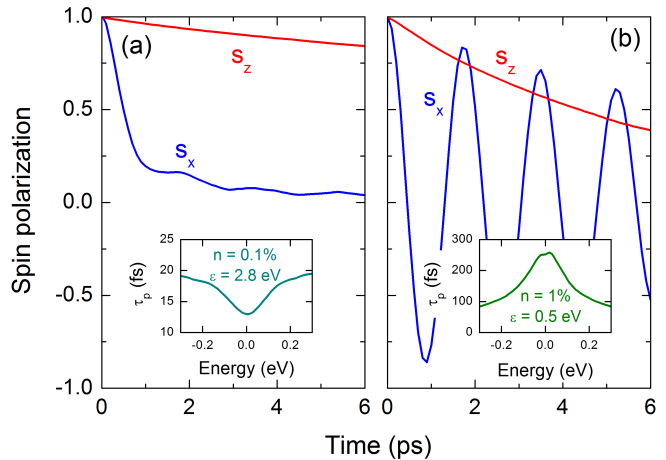 1.0
0.5
0.0
-0.5
-1.0
Spin polarization
(a)
s_z
s_x
25
20
15
10
τ_p (fs)
n = 0.1%
ε = 2.8 eV
-0.2 0.0 0.2
Energy (eV)
0 2 4 6
(b)
s_z
s_x
300
200
100
0
τ_p (fs)
n = 1%
ε = 0.5 eV
-0.2 0.0 0.2
Energy (eV)
0 2 4 6
Time (ps)